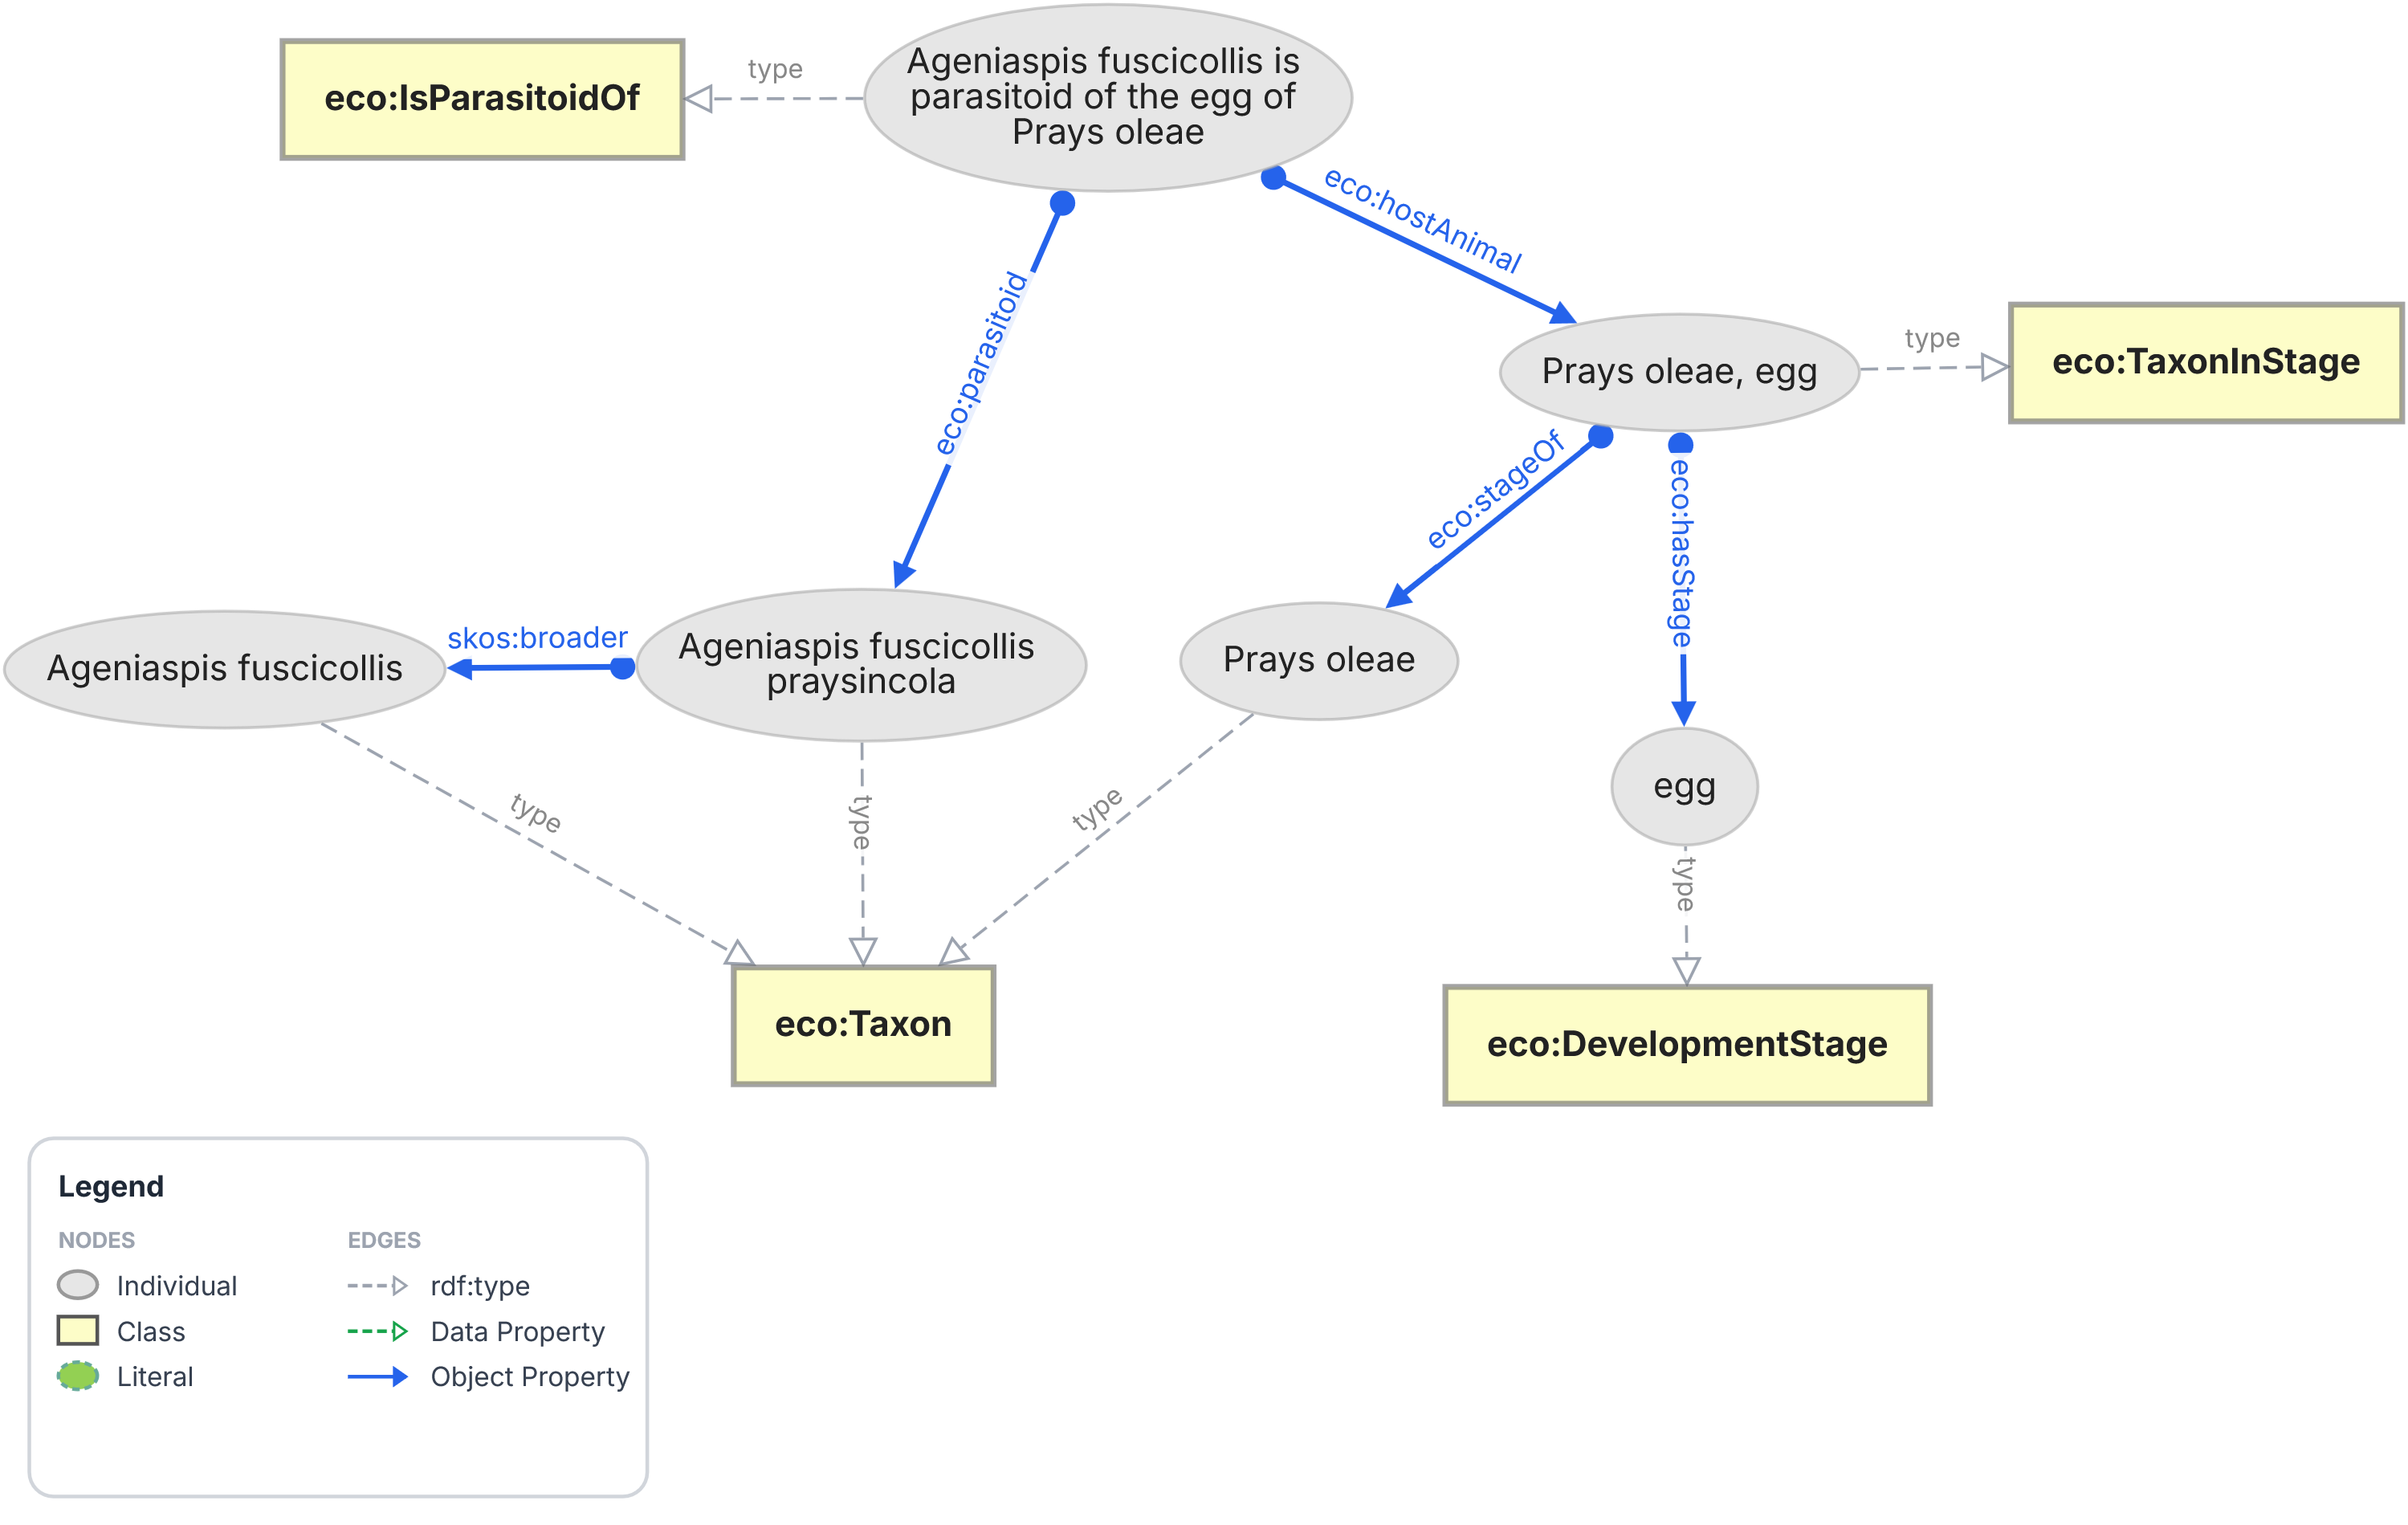 Ageniaspis fuscicollis is
parasitoid of the egg of
Prays oleae
eco:IsParasitoidOf
type
eco:hostAnimal
eco:parasitoid
Prays oleae, egg
type
eco:TaxonInStage
eco:stageOf
eco:hasStage
Ageniaspis fuscicollis
skos:broader
Ageniaspis fuscicollis
praysincola
Prays oleae
egg
type
type
type
type
eco:Taxon
eco:DevelopmentStage
Legend
NODES
Individual
Class
Literal
EDGES
rdf:type
Data Property
Object Property